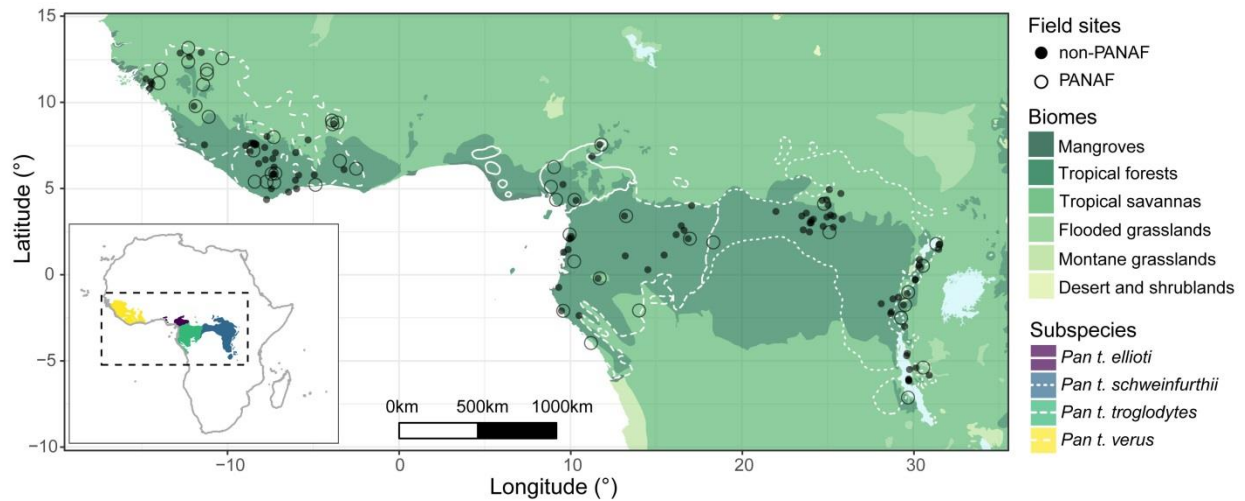 15
10
5
0
−5
−10
Latitude (°)
−10
0
10
20
30
Longitude (°)
0km 500km 1000km
Field sites
non-PANAF
PANAF
Biomes
Mangroves
Tropical forests
Tropical savannas
Flooded grasslands
Montane grasslands
Desert and shrublands
Subspecies
Pan t. ellioti
Pan t. schweinfurthii
Pan t. troglodytes
Pan t. verus